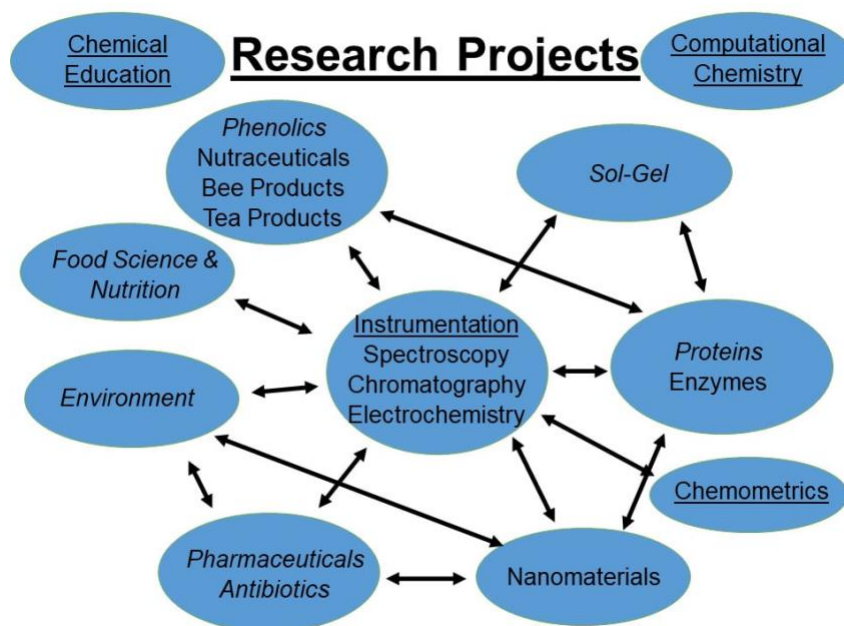 Chemical
Education
Research Projects
Computational
Chemistry
Phenolics
Nutraceuticals
Bee Products
Tea Products
Sol-Gel
Food Science &
Nutrition
Instrumentation
Spectroscopy
Chromatography
Electrochemistry
Proteins
Enzymes
Environment
Chemometrics
Pharmaceuticals
Antibiotics
Nanomaterials